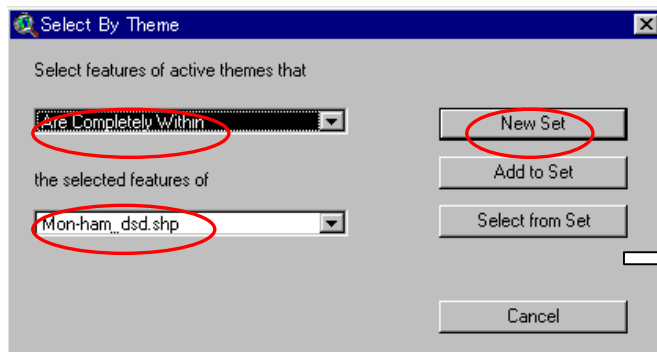 Select By Theme
Select features of active themes that
Are Completely Within
New Set
the selected features of
Add to Set
Mon-ham_dsd.shp
Select from Set
Cancel